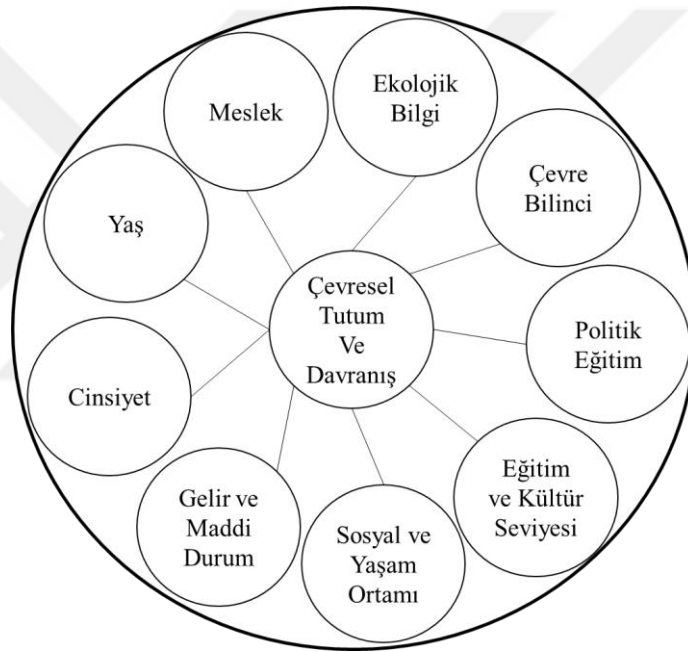 Meslek
Ekolojik
Bilgi
Çevre
Bilinci
Yaş
Çevresel
Tutum
Ve
Davranış
Politik
Eğitim
Cinsiyet
Eğitim
ve Kültür
Seviyesi
Gelir ve
Maddi
Durum
Sosyal ve
Yaşam
Ortamı